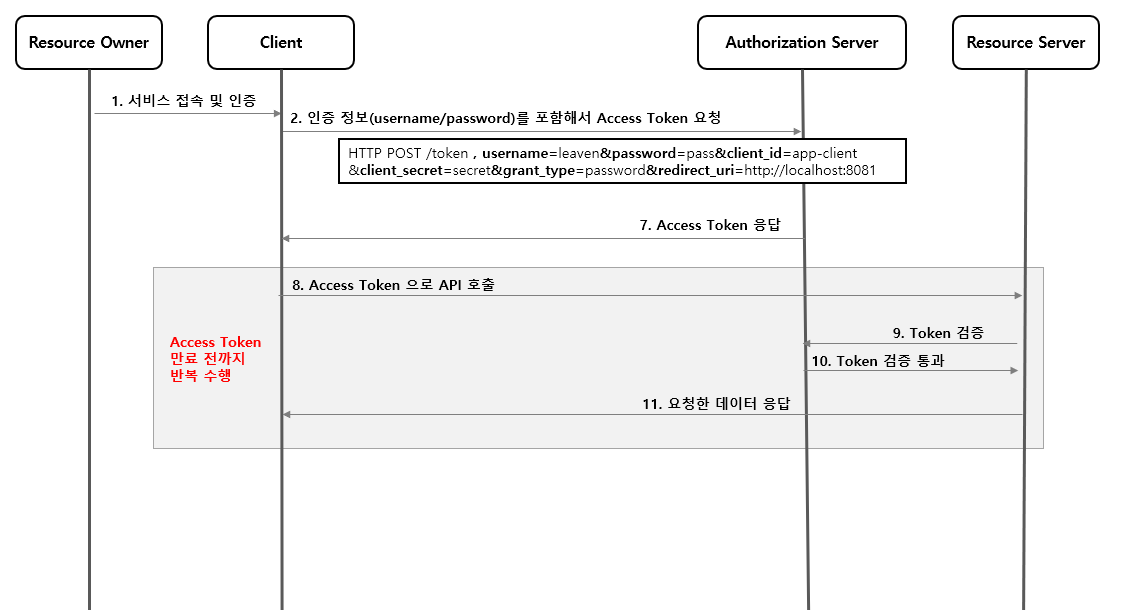 Resource Owner
Client
Authorization Server
Resource Server
1. 서비스 접속 및 인증
2. 인증 정보(username/password)를 포함해서 Access Token 요청
HTTP POST /token , username=leaven&password=pass&client_id=app-client
&client_secret=secret&grant_type=password&redirect_uri=http://localhost:8081
7. Access Token 응답
8. Access Token 으로 API 호출
9. Token 검증
Access Token
만료 전까지
반복 수행
10. Token 검증 통과
11. 요청한 데이터 응답